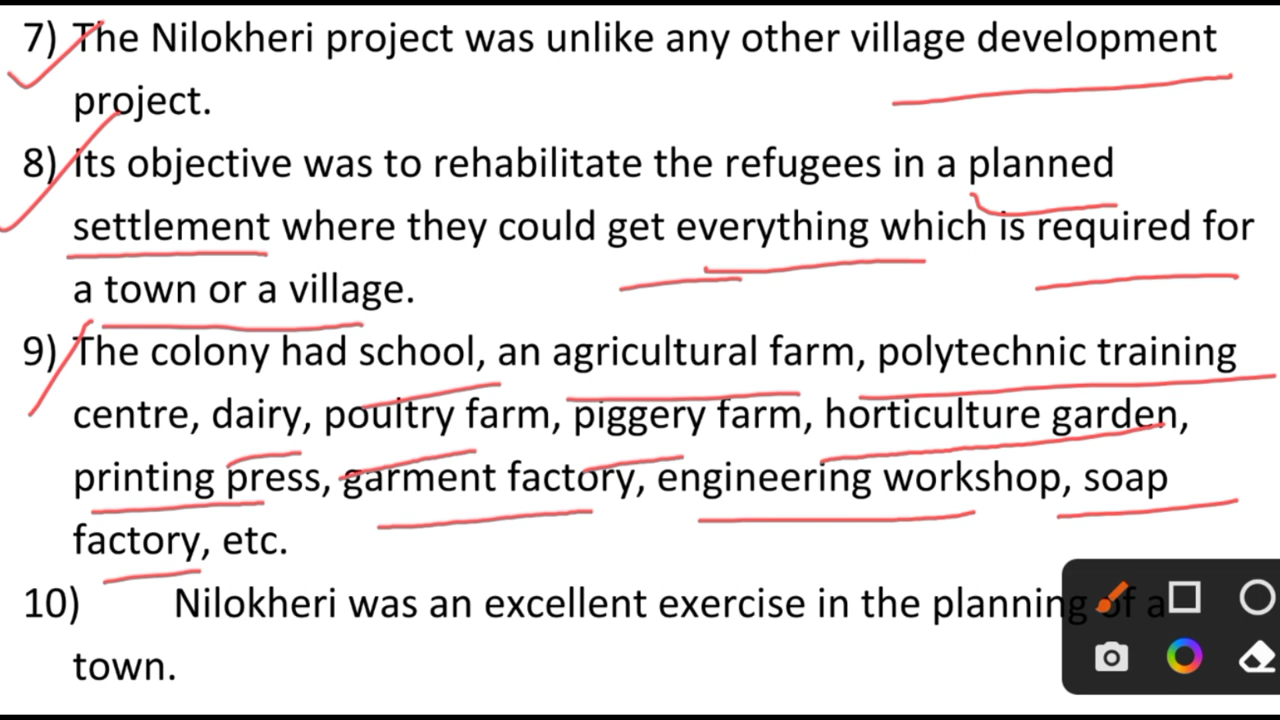 7) The Nilokheri project was unlike any other village development
project.
8) Its objective was to rehabilitate the refugees in a planned
settlement where they could get everything which is required for
a town or a village.
9) The colony had school, an agricultural farm, polytechnic training
centre, dairy, poultry farm, piggery farm, horticulture garden,
printing press, garment factory, engineering workshop, soap
factory, etc.
10) Nilokheri was an excellent exercise in the planning of a
town.